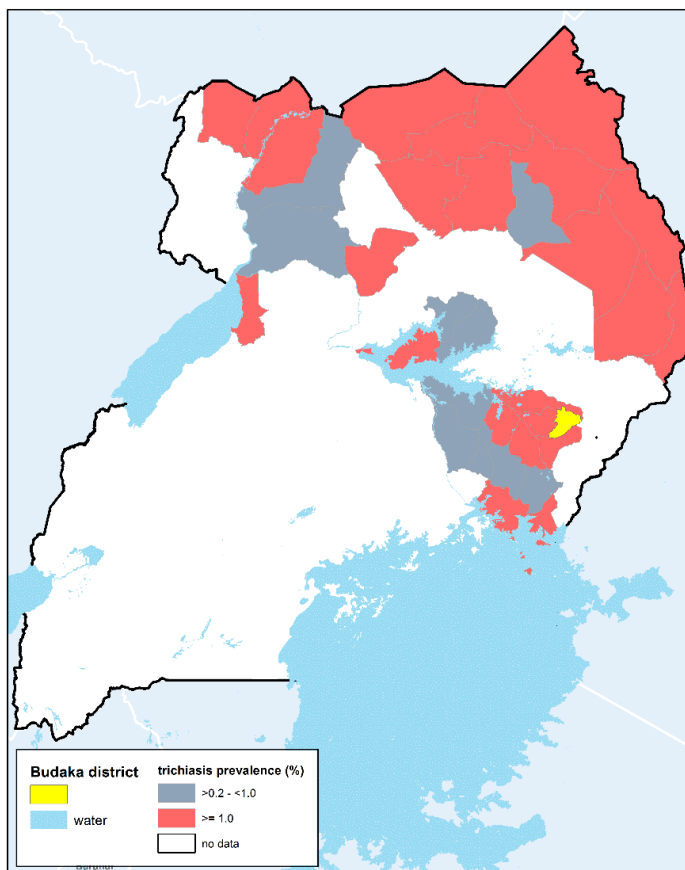 Budaka district
water
trichiasis prevalence (%)
>0.2 - <1.0
>= 1.0
no data